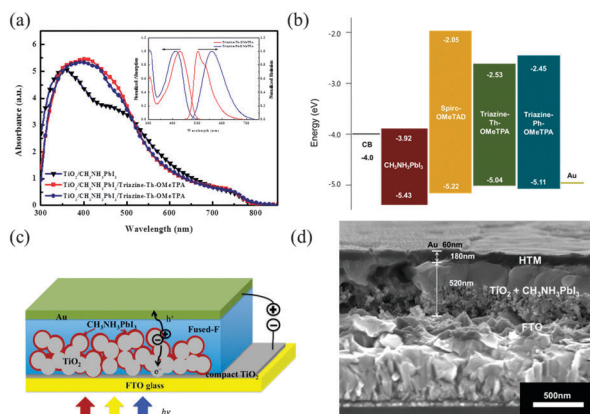 (a)
Absorbance (a.u.)
6
5
4
3
2
1
0
300 400 500 600 700 800
Wavelength (nm)
TiO₂/CH₃NH₃PbI₃
TiO₂/CH₃NH₃PbI₃/Triazine-Th-OMeTPA
TiO₂/CH₃NH₃PbI₃/Triazine-Ph-OMeTPA
Normalized Absorption
Normalized Emission
Triazine-Th-OMeTPA
Triazine-Ph-OMeTPA
Wavelength (nm)
(b)
Energy (eV)
-2.0
-3.0
-4.0
-5.0
CB
-4.0
-3.92
CH₃NH₃PbI₃
-5.43
-2.05
Spiro-
OMeTAD
-5.22
-2.53
Triazine-
Th-
OMeTPA
-5.04
-2.45
Triazine-
Ph-
OMeTPA
-5.11
Au
(c)
Au
h⁺
CH₃NH₃PbI₃
Fused-F
TiO₂
e⁻
compact TiO₂
FTO glass
hν
(d)
Au 60nm
180nm
HTM
520nm
TiO₂ + CH₃NH₃PbI₃
FTO
500nm